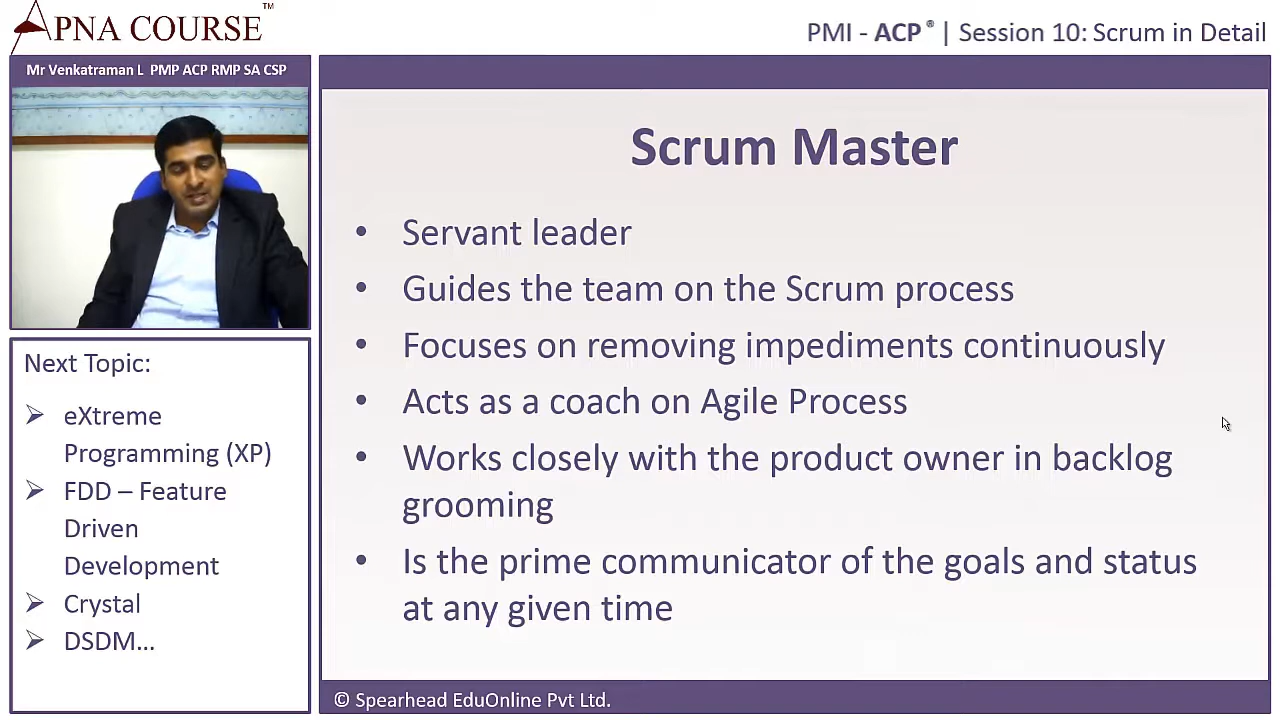 APNA COURSE™
PMI - ACP® | Session 10: Scrum in Detail
Mr Venkatraman L PMP ACP RMP SA CSP
Scrum Master
• Servant leader
• Guides the team on the Scrum process
• Focuses on removing impediments continuously
• Acts as a coach on Agile Process
• Works closely with the product owner in backlog
grooming
• Is the prime communicator of the goals and status
at any given time
Next Topic:
➢ eXtreme
Programming (XP)
➢ FDD – Feature
Driven
Development
➢ Crystal
➢ DSDM...
© Spearhead EduOnline Pvt Ltd.